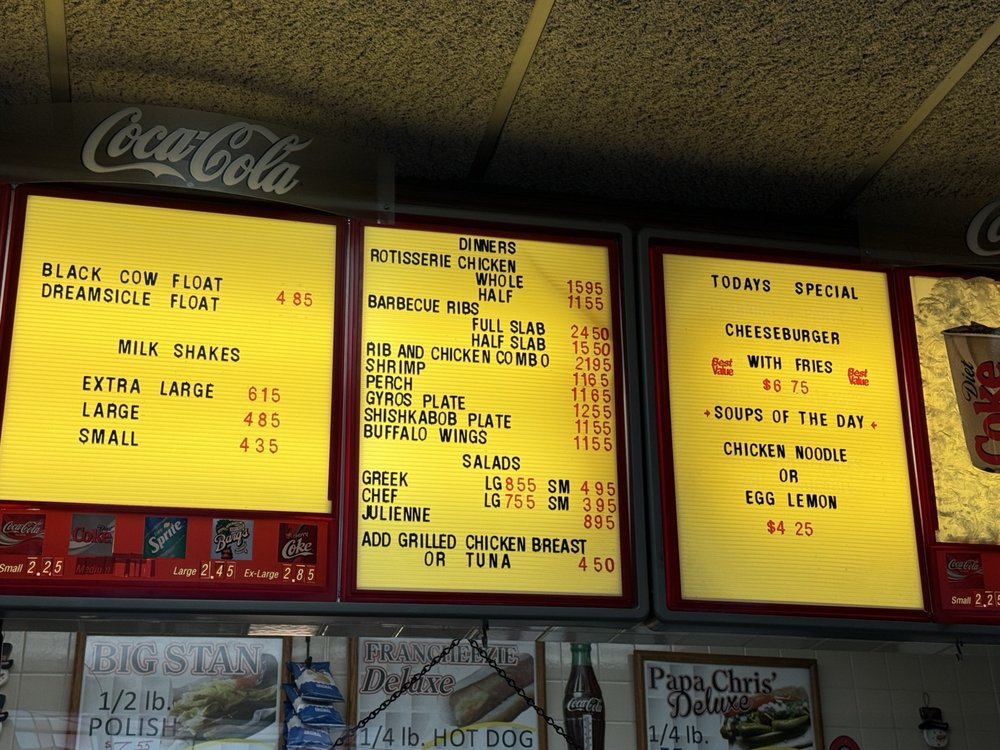 Coca-Cola
BLACK COW FLOAT
DREAMSICLE FLOAT 4 85
MILK SHAKES
EXTRA LARGE 615
LARGE 485
SMALL 435
Coca-Cola
Coke
Sprite
Barq's
Coke
Small 2.25 Medium Large 2.45 Ex-Large 2.85
DINNERS
ROTISSERIE CHICKEN
WHOLE 1595
HALF 1155
BARBECUE RIBS
FULL SLAB 2450
HALF SLAB 1550
RIB AND CHICKEN COMBO 2195
SHRIMP 1165
PERCH 1165
GYROS PLATE 1255
SHISHKABOB PLATE 1155
BUFFALO WINGS 1155
SALADS
GREEK LG 855 SM 495
CHEF LG 755 SM 395
JULIENNE 895
ADD GRILLED CHICKEN BREAST
OR TUNA 450
TODAYS SPECIAL
CHEESEBURGER
Best Value WITH FRIES Best Value
$6 75
SOUPS OF THE DAY
CHICKEN NOODLE
OR
EGG LEMON
$4 25
Diet Coke
Coca-Cola
Small 2.25
BIG STAN
1/2 lb.
POLISH
FRANCHEEZIE
Deluxe
1/4 lb. HOT DOG
Coca-Cola
Papa Chris'
Deluxe
1/4 lb.